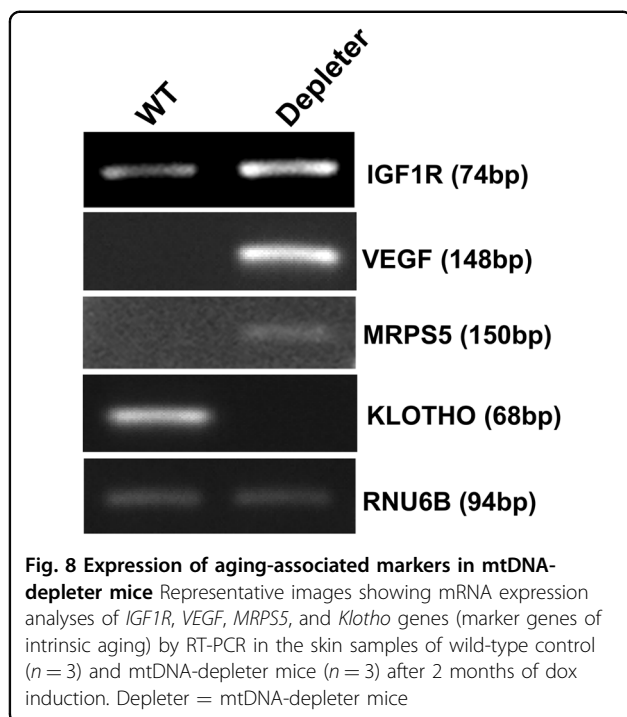 WT
Depleter
IGF1R (74bp)
VEGF (148bp)
MRPS5 (150bp)
KLOTHO (68bp)
RNU6B (94bp)
Fig. 8 Expression of aging-associated markers in mtDNA-
depleter mice Representative images showing mRNA expression
analyses of IGF1R, VEGF, MRPS5, and Klotho genes (marker genes of
intrinsic aging) by RT-PCR in the skin samples of wild-type control
(n = 3) and mtDNA-depleter mice (n = 3) after 2 months of dox
induction. Depleter = mtDNA-depleter mice